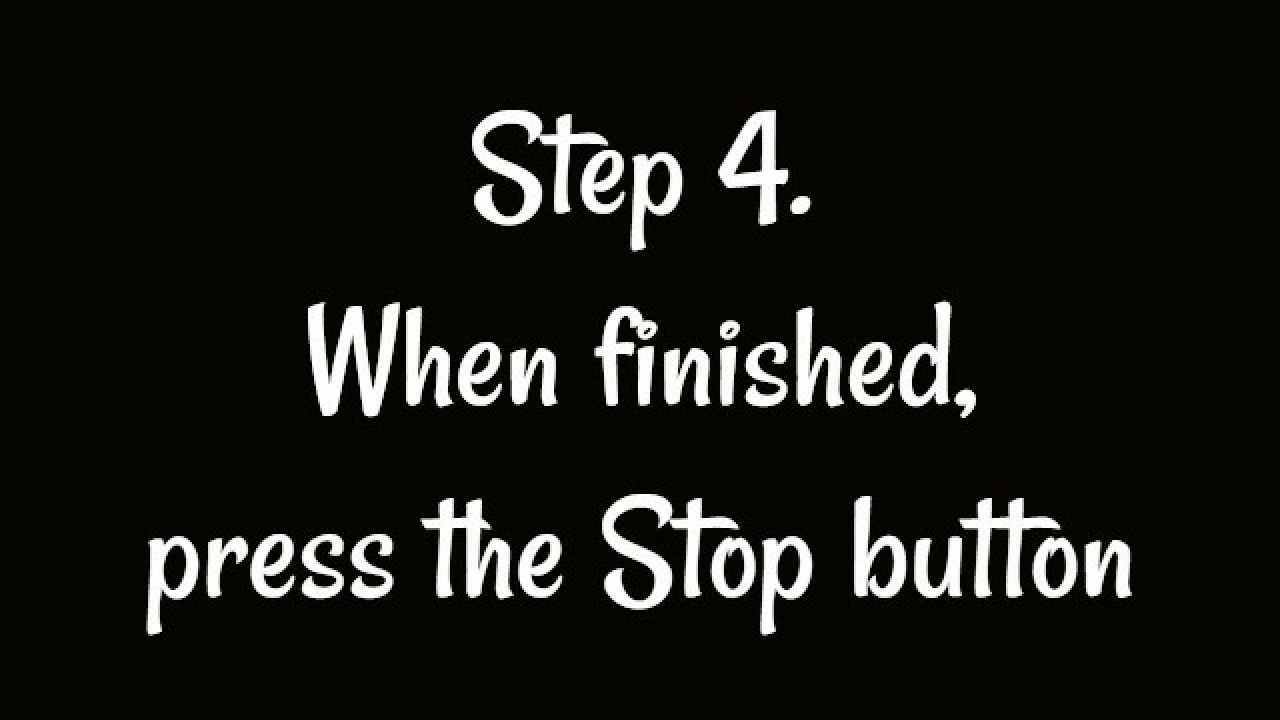 Step 4.
When finished,
press the Stop button